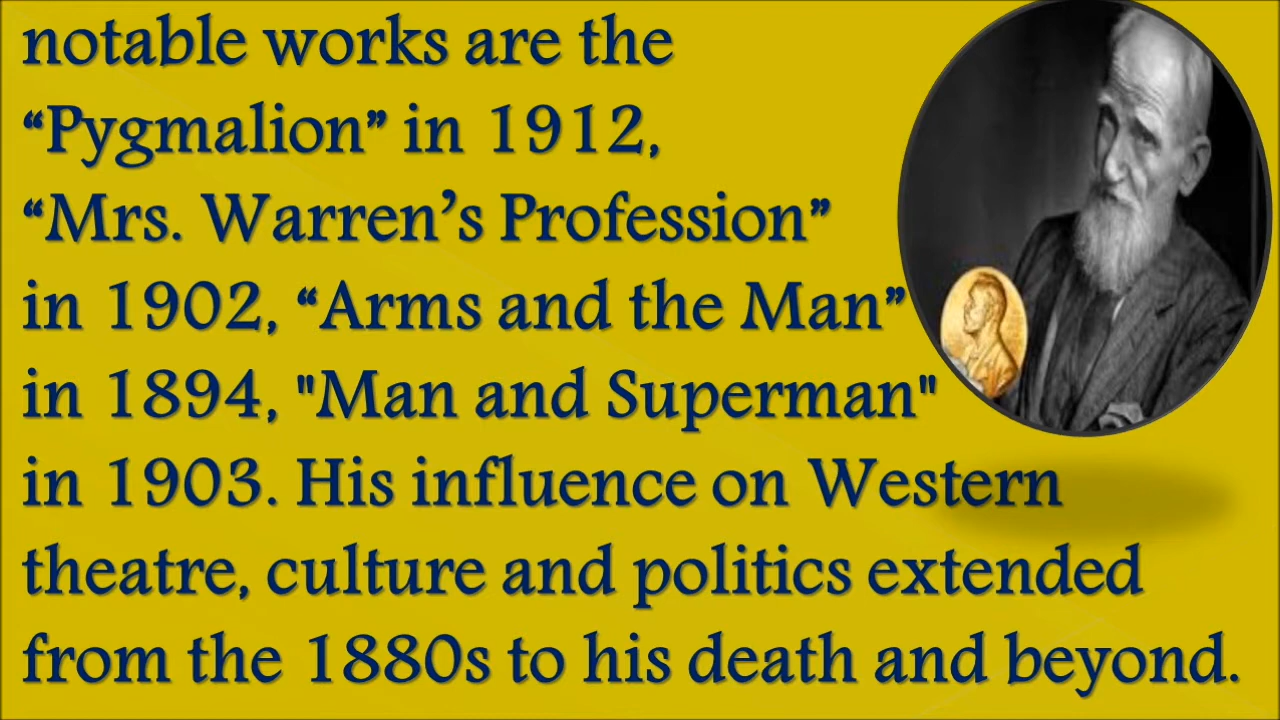 notable works are the
“Pygmalion” in 1912,
“Mrs. Warren’s Profession”
in 1902, “Arms and the Man”
in 1894, "Man and Superman"
in 1903. His influence on Western
theatre, culture and politics extended
from the 1880s to his death and beyond.